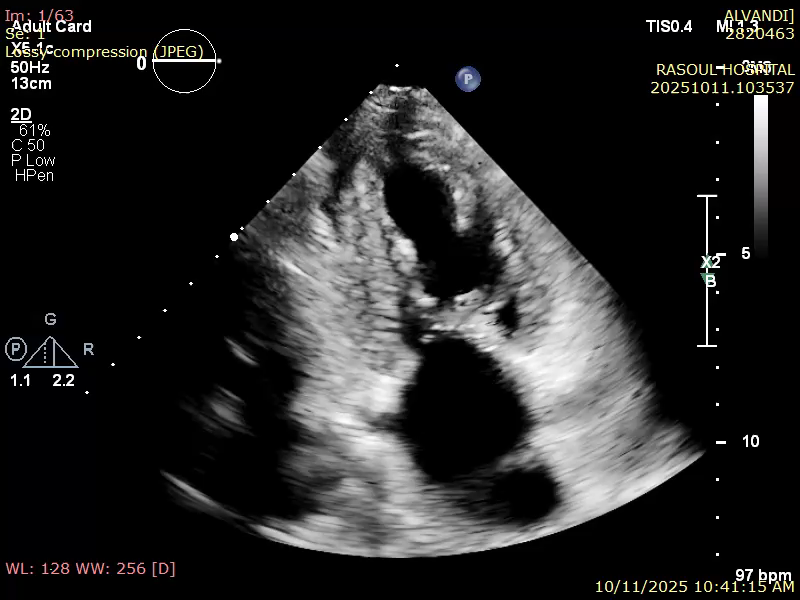 Im: 1/63
Adult Card
Se: 1
X5-1c
Lossy compression (JPEG)
50Hz
13cm
2D
61%
C 50
P Low
HPen
0
P
TIS0.4
ALVANDI]
2820463
RASOUL HOSPITAL
20251011.103537
5
X2
B
G
P
R
1.1
2.2
10
WL: 128 WW: 256 [D]
97 bpm
10/11/2025 10:41:15 AM